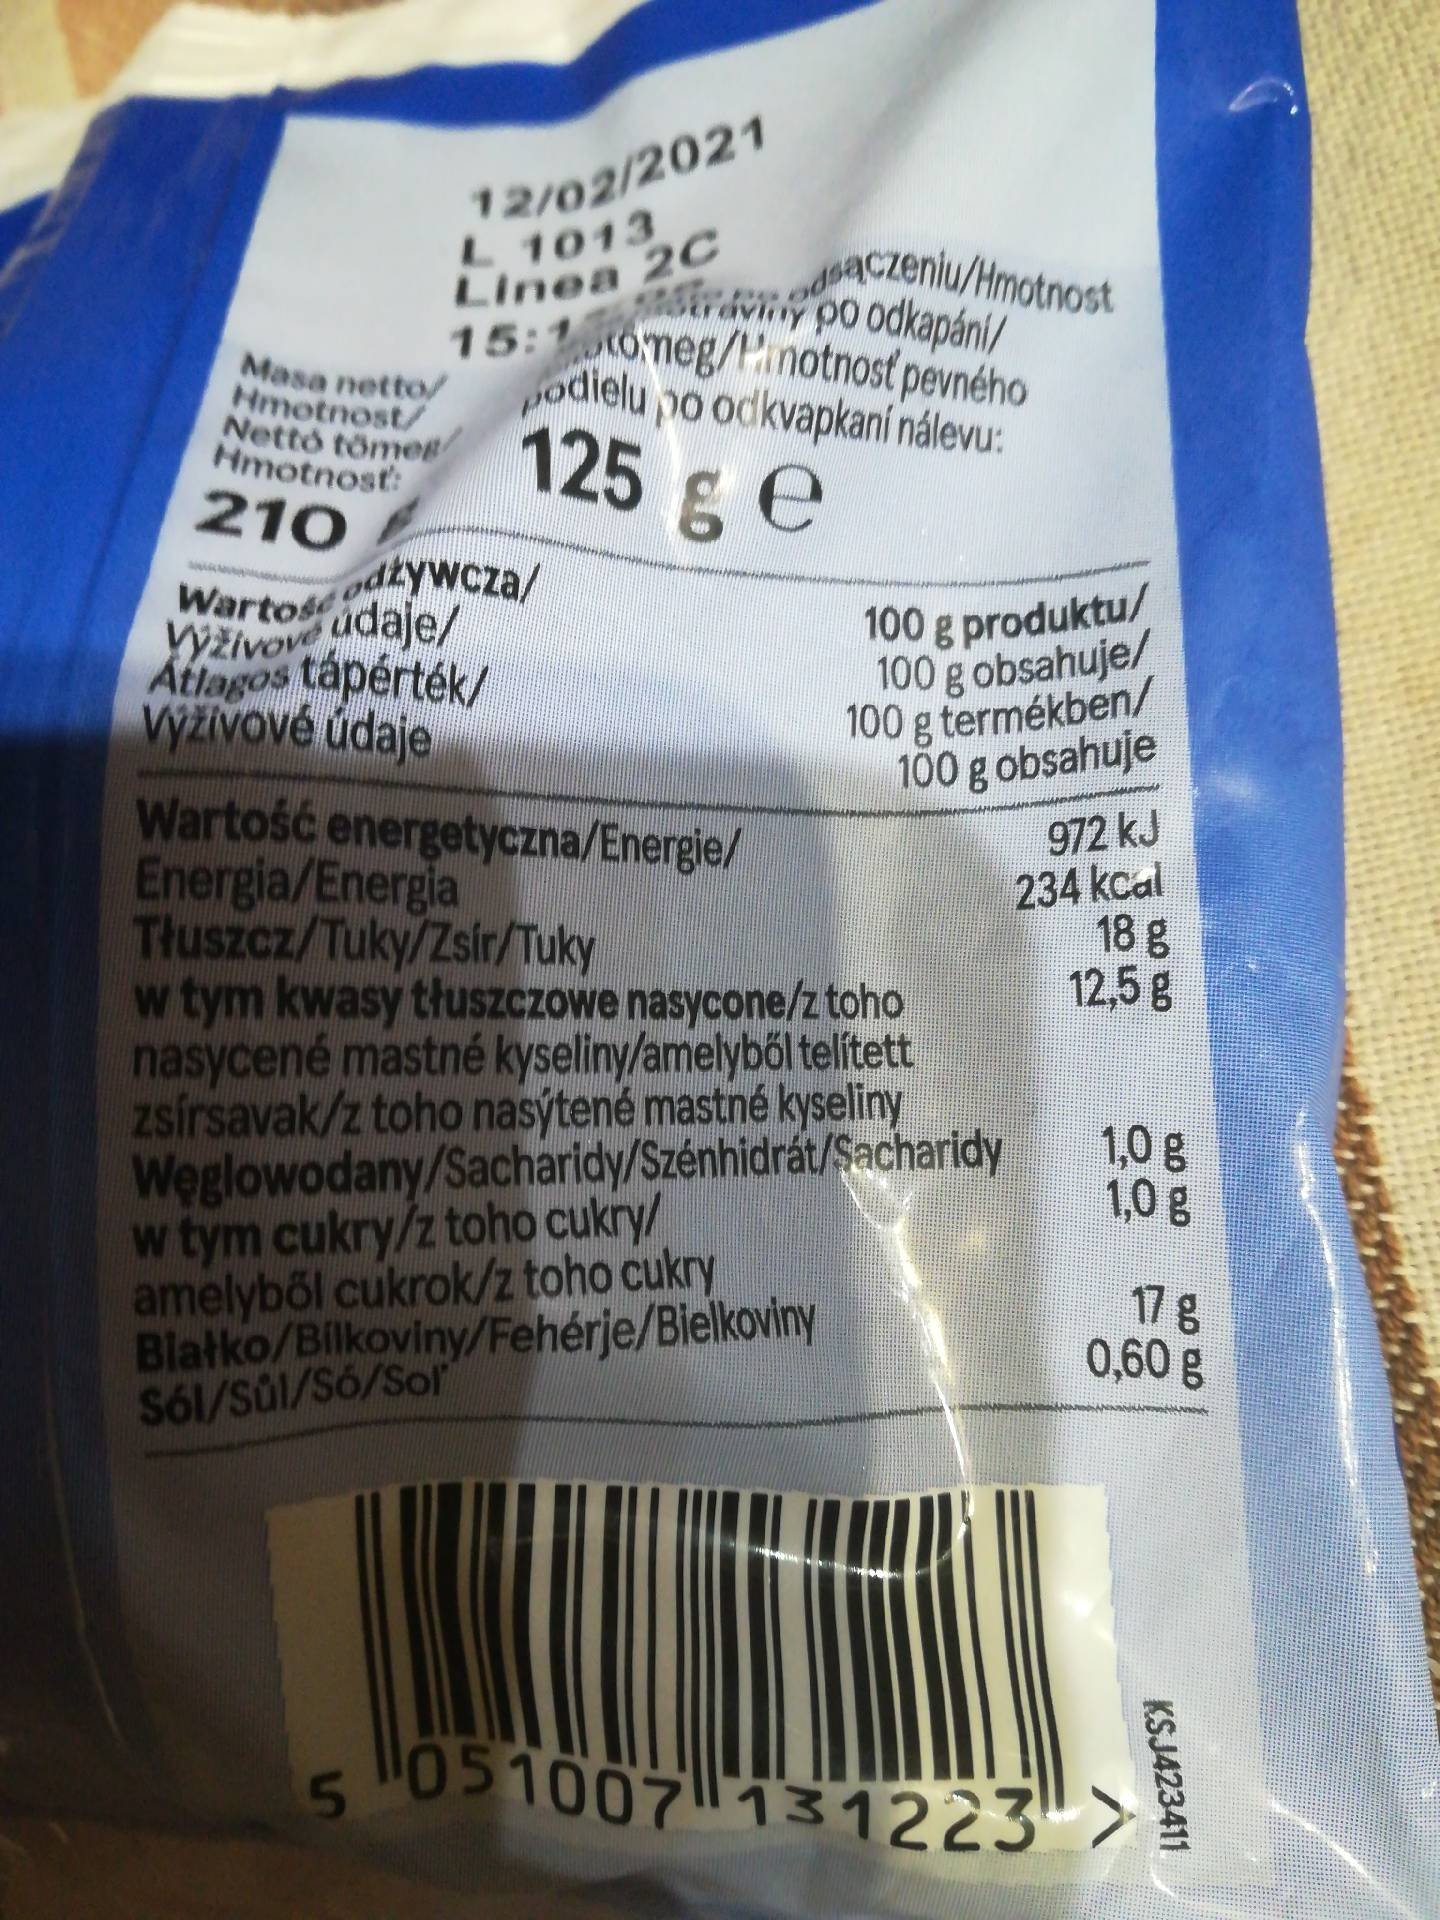 12/02/2021
L 1013
Linea 2C
15:1
odsączeniu/Hmotnost
po odkapání/
Hmotnosť pevného
podielu po odkvapkaní nálevu:
125 g e
Masa netto/
Hmotnost/
Nettó tömeg/
Hmotnosť:
210 g
Wartość odżywcza/
Výživové údaje/
Átlagos tápérték/
Výživové údaje
100 g produktu/
100 g obsahuje/
100 g termékben/
100 g obsahuje
Wartość energetyczna/Energie/ 972 kJ
Energia/Energia 234 kcal
Tłuszcz/Tuky/Zsír/Tuky 18 g
w tym kwasy tłuszczowe nasycone/z toho 12,5 g
nasycené mastné kyseliny/amelyből telített
zsírsavak/z toho nasýtené mastné kyseliny
Węglowodany/Sacharidy/Szénhidrát/Sacharidy 1,0 g
w tym cukry/z toho cukry/ 1,0 g
amelyből cukrok/z toho cukry
Białko/Bílkoviny/Fehérje/Bielkoviny 17 g
Sól/Sůl/Só/Soľ 0,60 g
5 051007 131223 >
KSJ423411